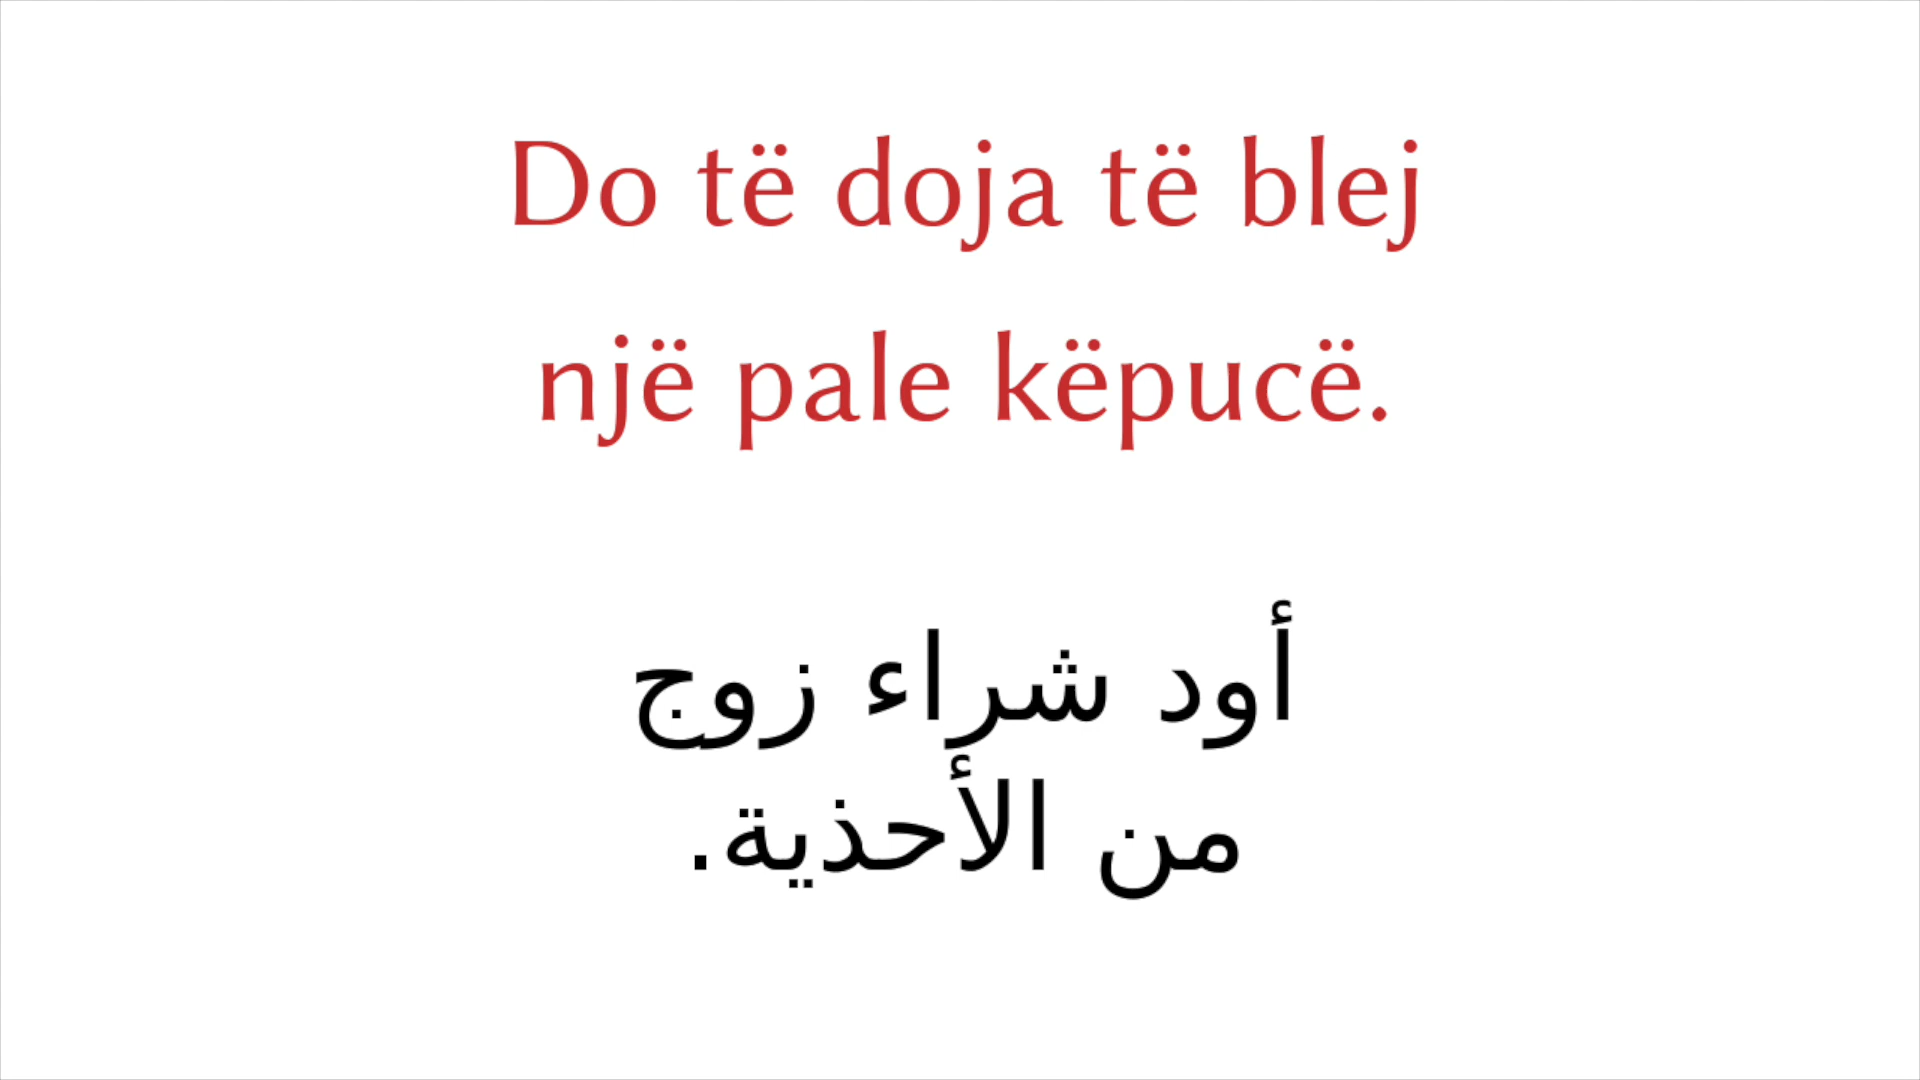 Do të doja të blej
një pale këpucë.
أود شراء زوج
من الأحذية.